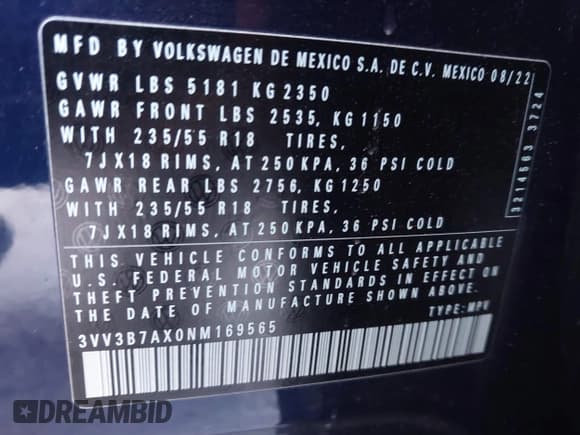 MFD BY VOLKSWAGEN DE MEXICO S.A. DE C.V. MEXICO 08/22
GVWR LBS 5181 KG 2350
GAWR FRONT LBS 2535, KG 1150
WITH 235/55 R18 TIRES,
7JX18 RIMS, AT 250 KPA, 36 PSI COLD
GAWR REAR LBS 2756, KG 1250
WITH 235/55 R18 TIRES,
7JX18 RIMS, AT 250 KPA, 36 PSI COLD
THIS VEHICLE CONFORMS TO ALL APPLICABLE
U.S. FEDERAL MOTOR VEHICLE SAFETY AND
THEFT PREVENTION STANDARDS IN EFFECT ON
THE DATE OF MANUFACTURE SHOWN ABOVE.
3VV3B7AX0NM169565 TYPE: MPV
3214563 3724
DREAMBID